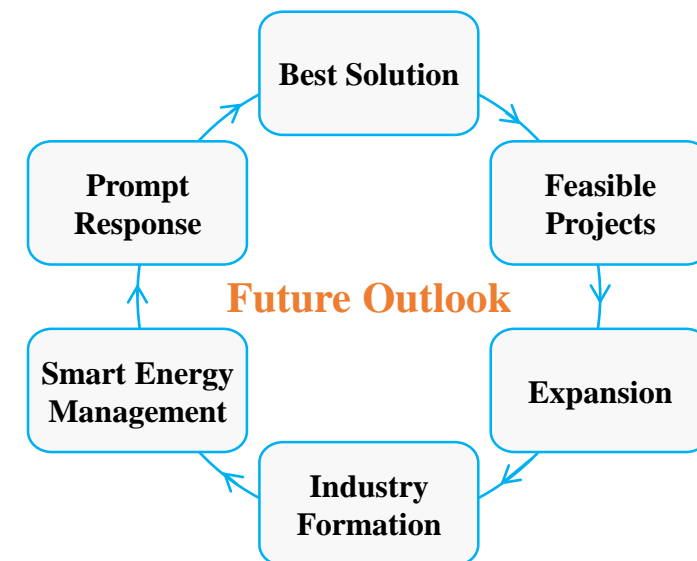 Best Solution
Prompt
Response
Feasible
Projects
Future Outlook
Smart Energy
Management
Expansion
Industry
Formation